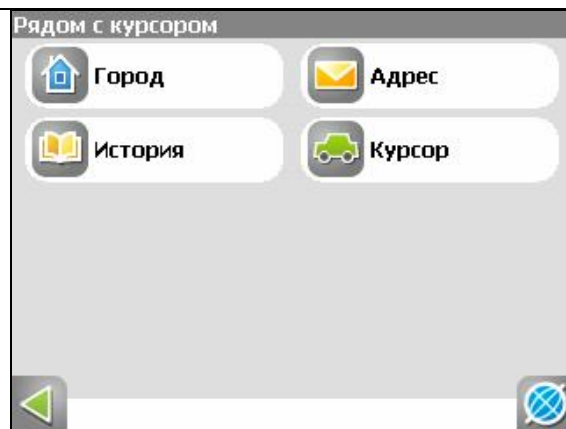 Рядом с курсором
Город
Адрес
История
Курсор